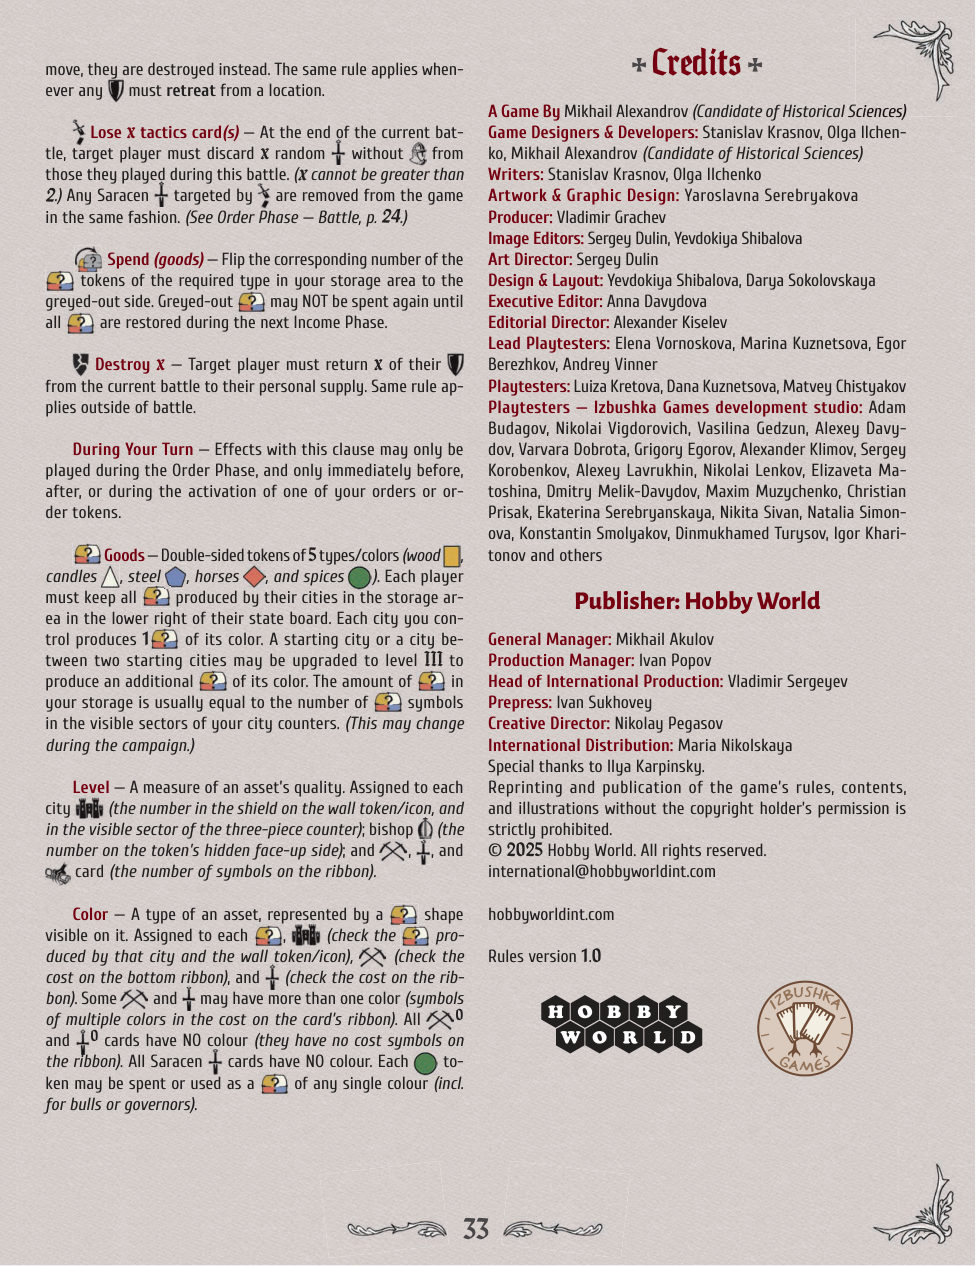 move, they are destroyed instead. The same rule applies when-
ever any must retreat from a location.
Lose x tactics card(s) — At the end of the current bat-
tle, target player must discard x random without from
those they played during this battle. (x cannot be greater than
2.) Any Saracen targeted by are removed from the game
in the same fashion. (See Order Phase — Battle, p. 24.)
Spend (goods) — Flip the corresponding number of the
tokens of the required type in your storage area to the
greyed-out side. Greyed-out may NOT be spent again until
all are restored during the next Income Phase.
Destroy x — Target player must return x of their
from the current battle to their personal supply. Same rule ap-
plies outside of battle.
During Your Turn — Effects with this clause may only be
played during the Order Phase, and only immediately before,
after, or during the activation of one of your orders or or-
der tokens.
Goods — Double-sided tokens of 5 types/colors (wood ,
candles , steel , horses , and spices ). Each player
must keep all produced by their cities in the storage ar-
ea in the lower right of their state board. Each city you con-
trol produces 1 of its color. A starting city or a city be-
tween two starting cities may be upgraded to level III to
produce an additional of its color. The amount of in
your storage is usually equal to the number of symbols
in the visible sectors of your city counters. (This may change
during the campaign.)
Level — A measure of an asset's quality. Assigned to each
city (the number in the shield on the wall token/icon, and
in the visible sector of the three-piece counter); bishop (the
number on the token's hidden face-up side); and , , and
card (the number of symbols on the ribbon).
Color — A type of an asset, represented by a shape
visible on it. Assigned to each , (check the pro-
duced by that city and the wall token/icon), (check the
cost on the bottom ribbon), and (check the cost on the rib-
bon). Some and may have more than one color (symbols
of multiple colors in the cost on the card's ribbon). All 0
and 0 cards have NO colour (they have no cost symbols on
the ribbon). All Saracen cards have NO colour. Each to-
ken may be spent or used as a of any single colour (incl.
for bulls or governors).
Credits
A Game By Mikhail Alexandrov (Candidate of Historical Sciences)
Game Designers & Developers: Stanislav Krasnov, Olga Ilchen-
ko, Mikhail Alexandrov (Candidate of Historical Sciences)
Writers: Stanislav Krasnov, Olga Ilchenko
Artwork & Graphic Design: Yaroslavna Serebryakova
Producer: Vladimir Grachev
Image Editors: Sergey Dulin, Yevdokiya Shibalova
Art Director: Sergey Dulin
Design & Layout: Yevdokiya Shibalova, Darya Sokolovskaya
Executive Editor: Anna Davydova
Editorial Director: Alexander Kiselev
Lead Playtesters: Elena Vornoskova, Marina Kuznetsova, Egor
Berezhkov, Andrey Vinner
Playtesters: Luiza Kretova, Dana Kuznetsova, Matvey Chistyakov
Playtesters — Izbushka Games development studio: Adam
Budagov, Nikolai Vigdorovich, Vasilina Gedzun, Alexey Davy-
dov, Varvara Dobrota, Grigory Egorov, Alexander Klimov, Sergey
Korobenkov, Alexey Lavrukhin, Nikolai Lenkov, Elizaveta Ma-
toshina, Dmitry Melik-Davydov, Maxim Muzychenko, Christian
Prisak, Ekaterina Serebryanskaya, Nikita Sivan, Natalia Simon-
ova, Konstantin Smolyakov, Dinmukhamed Turysov, Igor Khari-
tonov and others
Publisher: Hobby World
General Manager: Mikhail Akulov
Production Manager: Ivan Popov
Head of International Production: Vladimir Sergeyev
Prepress: Ivan Sukhovey
Creative Director: Nikolay Pegasov
International Distribution: Maria Nikolskaya
Special thanks to Ilya Karpinsky.
Reprinting and publication of the game's rules, contents,
and illustrations without the copyright holder's permission is
strictly prohibited.
© 2025 Hobby World. All rights reserved.
international@hobbyworldint.com
hobbyworldint.com
Rules version 1.0
HOBBY
WORLD
IZBUSHKA
GAMES
33